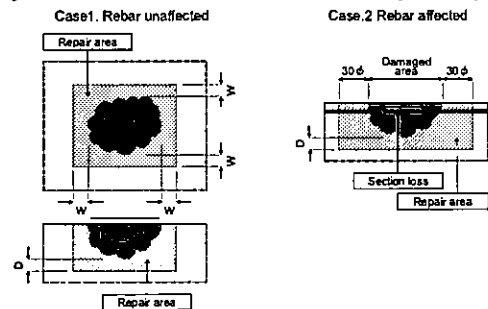 Case1. Rebar unaffected
Repair area
W
W
W
W
D
Repair area
Case.2 Rebar affected
Damaged
30ϕ area 30ϕ
D
Section loss
Repair area